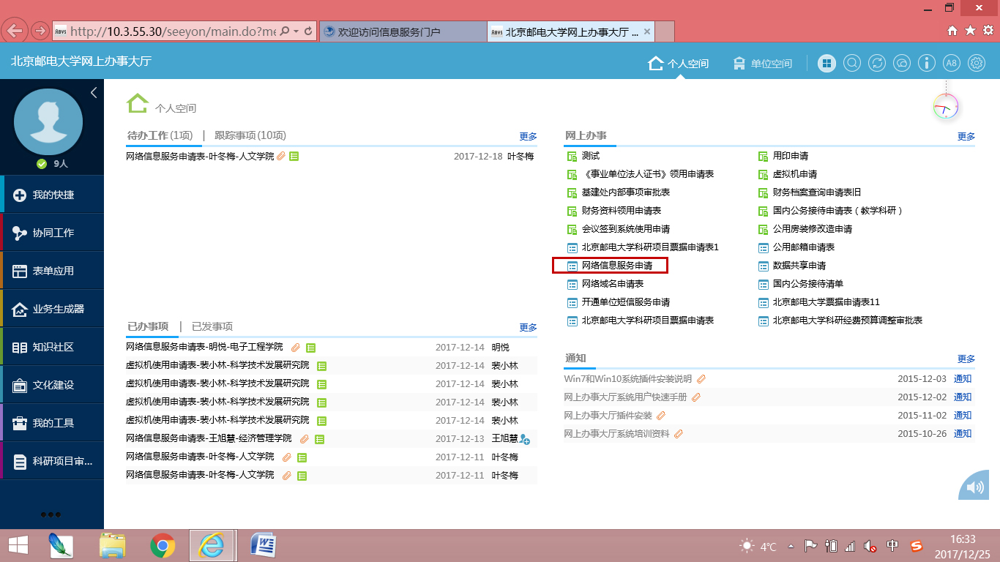 http://10.3.55.30/seeyon/main.do?me
欢迎访问信息服务门户
北京邮电大学网上办事大厅 ...
北京邮电大学网上办事大厅
个人空间
单位空间
A8
9人
我的快捷
协同工作
表单应用
业务生成器
知识社区
文化建设
我的工具
科研项目审...
个人空间
待办工作(1项) | 跟踪事项(10项) 更多
网络信息服务申请表-叶冬梅-人文学院 2017-12-18 叶冬梅
已办事项 | 已发事项 更多
网络信息服务申请表-明悦-电子工程学院 2017-12-14 明悦
虚拟机使用申请表-裴小林-科学技术发展研究院 2017-12-14 裴小林
虚拟机使用申请表-裴小林-科学技术发展研究院 2017-12-14 裴小林
虚拟机使用申请表-裴小林-科学技术发展研究院 2017-12-14 裴小林
虚拟机使用申请表-裴小林-科学技术发展研究院 2017-12-14 裴小林
网络信息服务申请表-王旭慧-经济管理学院 2017-12-13 王旭慧
网络信息服务申请表-叶冬梅-人文学院 2017-12-11 叶冬梅
网络信息服务申请表-叶冬梅-人文学院 2017-12-11 叶冬梅
网上办事 更多
测试 用印申请
《事业单位法人证书》领用申请表 虚拟机申请
基建处内部事项审批表 财务档案查询申请表旧
财务资料领用申请表 国内公务接待申请表（教学科研）
会议签到系统使用申请 公用房装修改造申请
北京邮电大学科研项目票据申请表1 公用邮箱申请表
网络信息服务申请 数据共享申请
网络域名申请表 国内公务接待清单
开通单位短信服务申请 北京邮电大学票据申请表11
北京邮电大学科研项目票据申请表 北京邮电大学科研经费预算调整审批表
通知 更多
Win7和Win10系统插件安装说明 2015-12-03 通知
网上办事大厅系统用户快速手册 2015-12-02 通知
网上办事大厅插件安装 2015-11-02 通知
网上办事大厅系统培训资料 2015-10-26 通知
4℃
中
16:33
2017/12/25